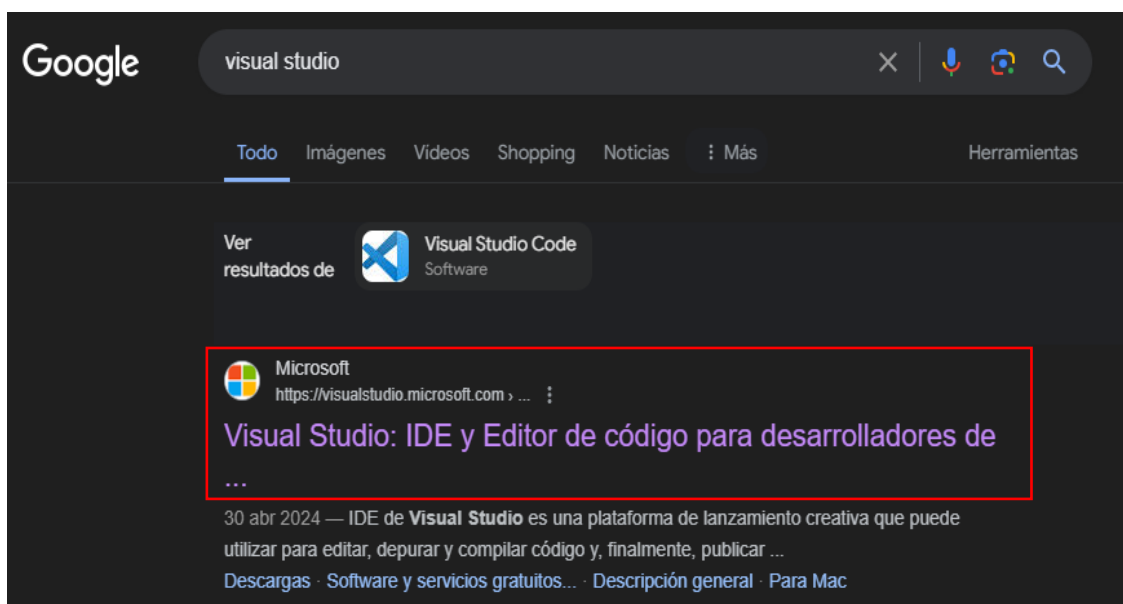 Google
visual studio
Todo Imágenes Videos Shopping Noticias ⋮ Más Herramientas
Ver
resultados de
Visual Studio Code
Software
Microsoft
https://visualstudio.microsoft.com › ... ⋮
Visual Studio: IDE y Editor de código para desarrolladores de
...
30 abr 2024 — IDE de Visual Studio es una plataforma de lanzamiento creativa que puede
utilizar para editar, depurar y compilar código y, finalmente, publicar ...
Descargas · Software y servicios gratuitos... · Descripción general · Para Mac